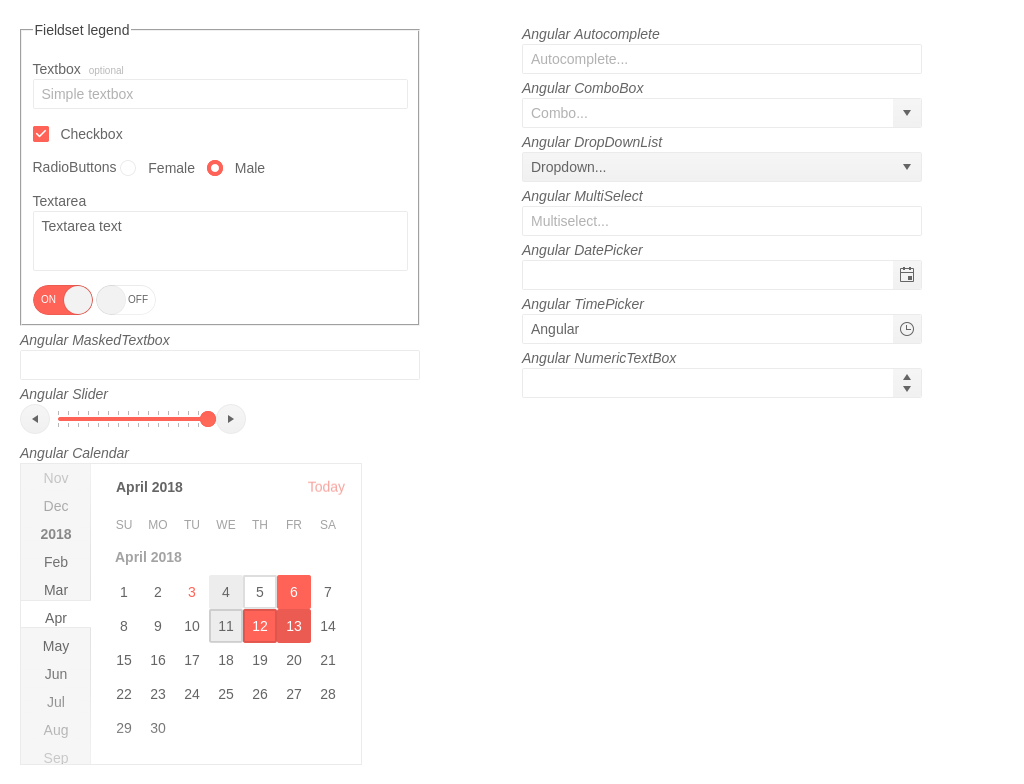 Fieldset legend
Textbox optional
Simple textbox
Checkbox
RadioButtons Female Male
Textarea
Textarea text
ON OFF
Angular MaskedTextbox
Angular Slider
Angular Calendar
Nov
Dec
2018
Feb
Mar
Apr
May
Jun
Jul
Aug
Sep
April 2018 Today
SU MO TU WE TH FR SA
April 2018
1 2 3 4 5 6 7
8 9 10 11 12 13 14
15 16 17 18 19 20 21
22 23 24 25 26 27 28
29 30
Angular Autocomplete
Autocomplete...
Angular ComboBox
Combo...
Angular DropDownList
Dropdown...
Angular MultiSelect
Multiselect...
Angular DatePicker
Angular TimePicker
Angular
Angular NumericTextBox